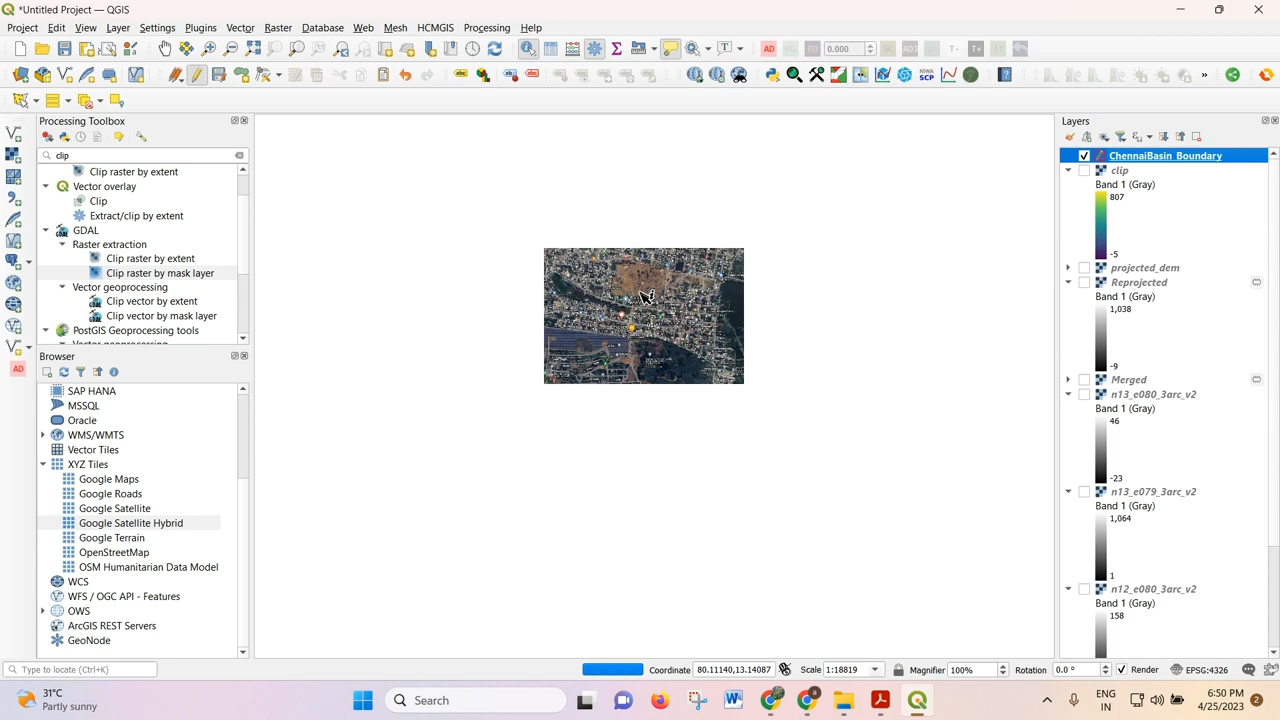 *Untitled Project — QGIS
Project Edit View Layer Settings Plugins Vector Raster Database Web Mesh HCMGIS Processing Help
0.000
Processing Toolbox
Layers
clip
ChennaiBasin_Boundary
Clip raster by extent
clip
Vector overlay
Band 1 (Gray)
Clip
807
Extract/clip by extent
GDAL
Raster extraction
Clip raster by extent
-5
Clip raster by mask layer
projected_dem
Vector geoprocessing
Reprojected
Clip vector by extent
Band 1 (Gray)
Clip vector by mask layer
1,038
PostGIS Geoprocessing tools
Browser
-9
Merged
SAP HANA
n13_e080_3arc_v2
MSSQL
Band 1 (Gray)
Oracle
46
WMS/WMTS
Vector Tiles
XYZ Tiles
Google Maps
-23
Google Roads
n13_e079_3arc_v2
Google Satellite
Band 1 (Gray)
Google Satellite Hybrid
1,064
Google Terrain
OpenStreetMap
OSM Humanitarian Data Model
1
WCS
n12_e080_3arc_v2
WFS / OGC API - Features
Band 1 (Gray)
OWS
158
ArcGIS REST Servers
GeoNode
Type to locate (Ctrl+K)
Coordinate 80.11140,13.14087 Scale 1:18819 Magnifier 100% Rotation 0.0 ° Render EPSG:4326
31°C
Partly sunny
Search
ENG
IN
6:50 PM
4/25/2023
2